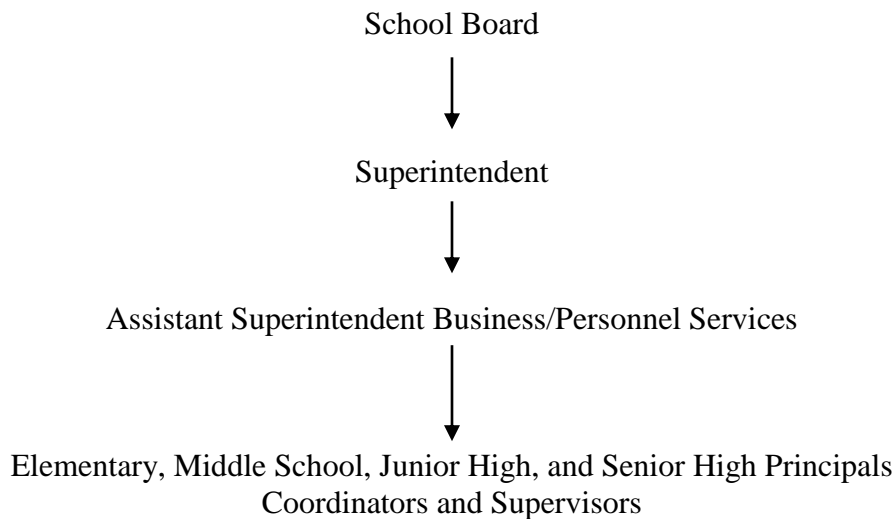 School Board
Superintendent
Assistant Superintendent Business/Personnel Services
Elementary, Middle School, Junior High, and Senior High Principals
Coordinators and Supervisors